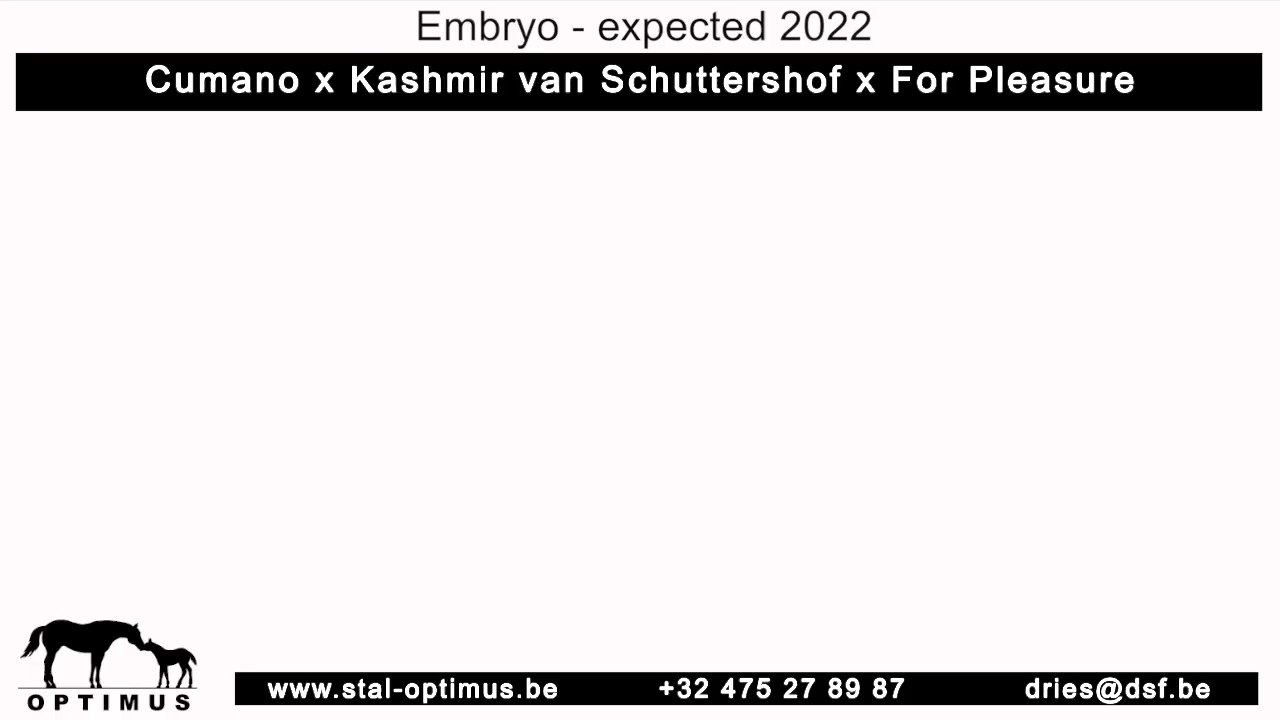 Embryo - expected 2022
Cumano x Kashmir van Schuttershof x For Pleasure
OPTIMUS
www.stal-optimus.be +32 475 27 89 87 dries@dsf.be